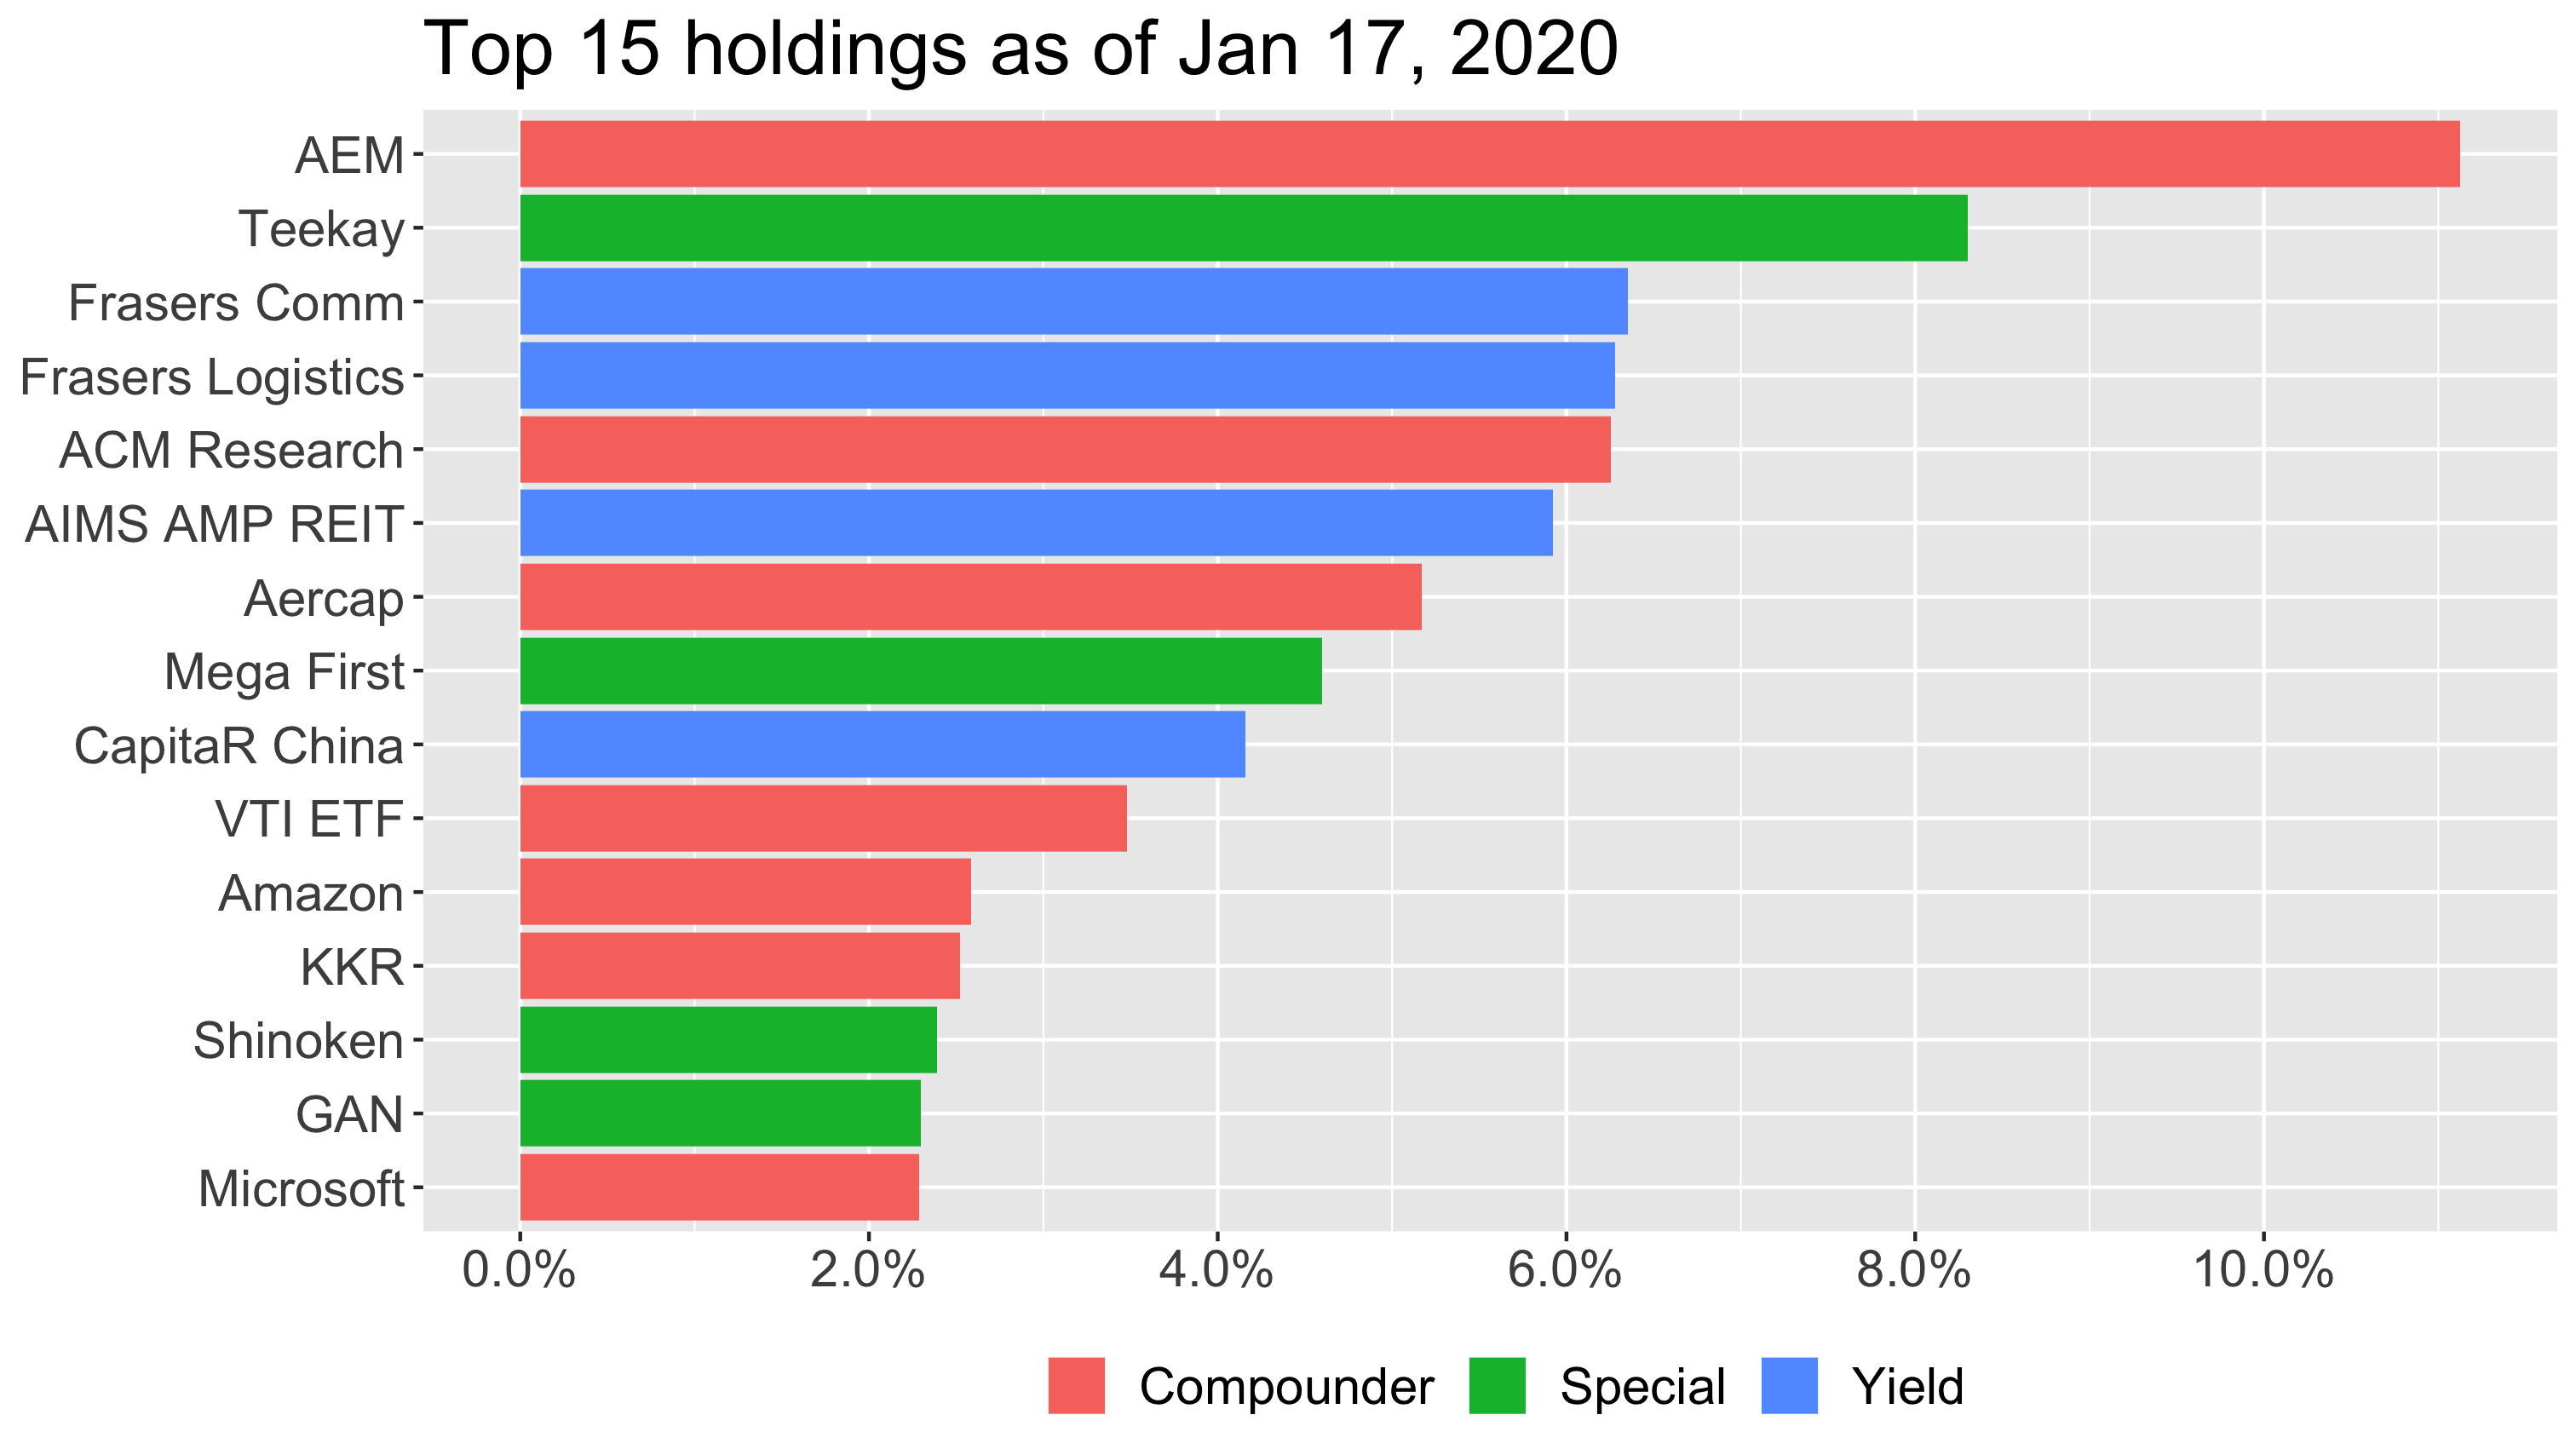 Top 15 holdings as of Jan 17, 2020
AEM
Teekay
Frasers Comm
Frasers Logistics
ACM Research
AIMS AMP REIT
Aercap
Mega First
CapitaR China
VTI ETF
Amazon
KKR
Shinoken
GAN
Microsoft
0.0% 2.0% 4.0% 6.0% 8.0% 10.0%
Compounder Special Yield